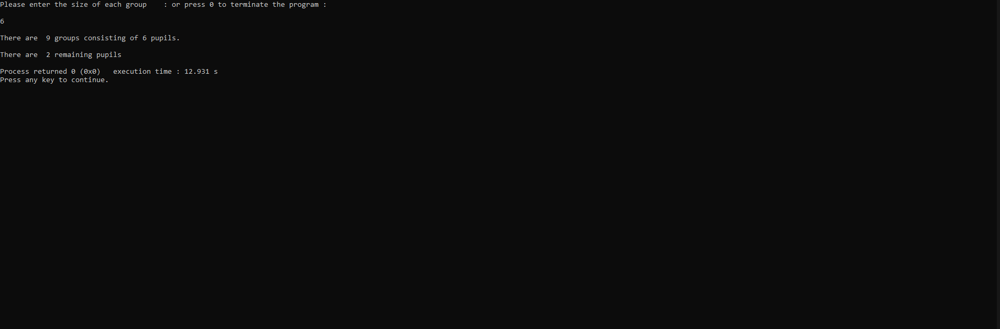 Please enter the size of each group    : or press 0 to terminate the program :
6
There are  9 groups consisting of 6 pupils.
There are  2 remaining pupils
Process returned 0 (0x0)   execution time : 12.931 s
Press any key to continue.